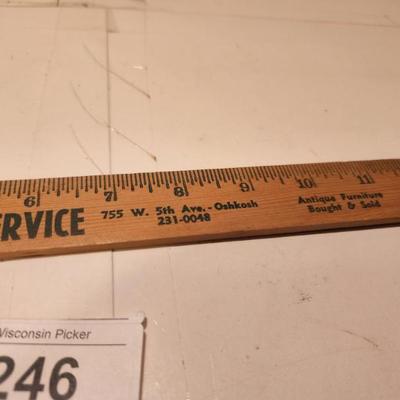 6 7 8 9 10 11
SERVICE 755 W. 5th Ave. - Oshkosh Antique Furniture
231-0048 Bought & Sold
Wisconsin Picker
246